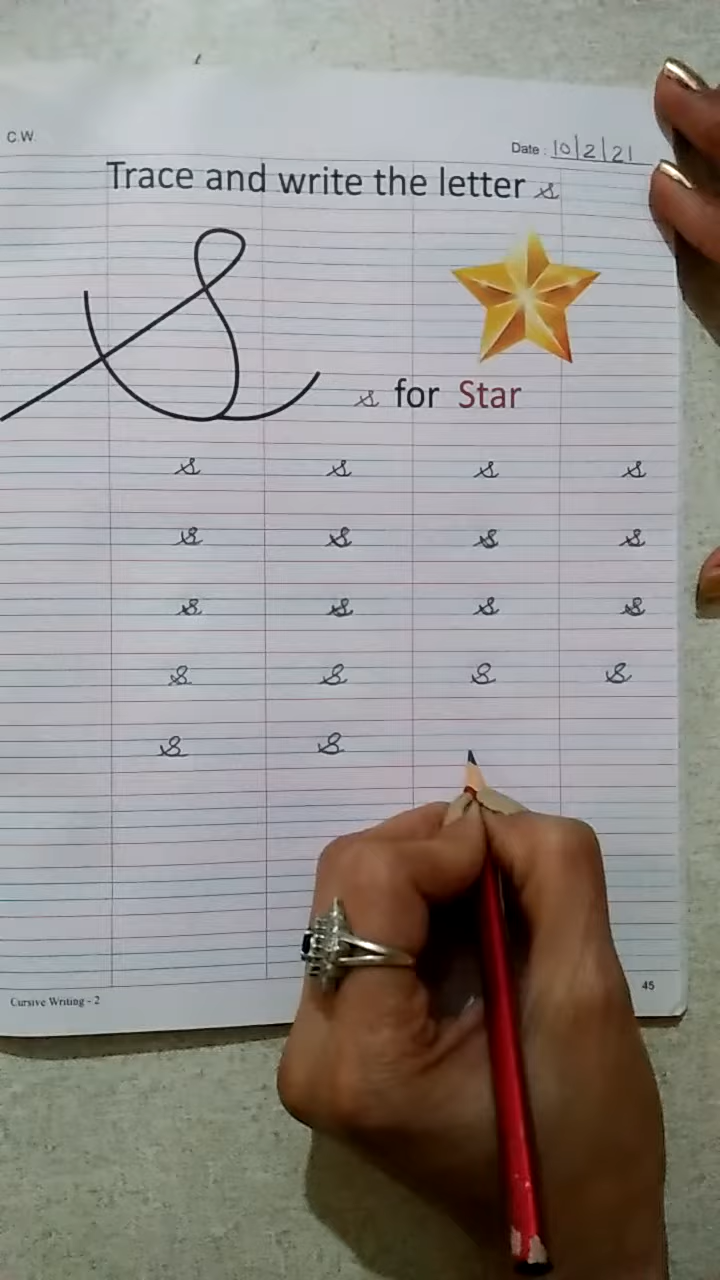 C.W.
Date : 10/2/21
Trace and write the letter s
s
s for Star
s s s s
s s s s
s s s s
s s s s
s s
Cursive Writing - 2
45